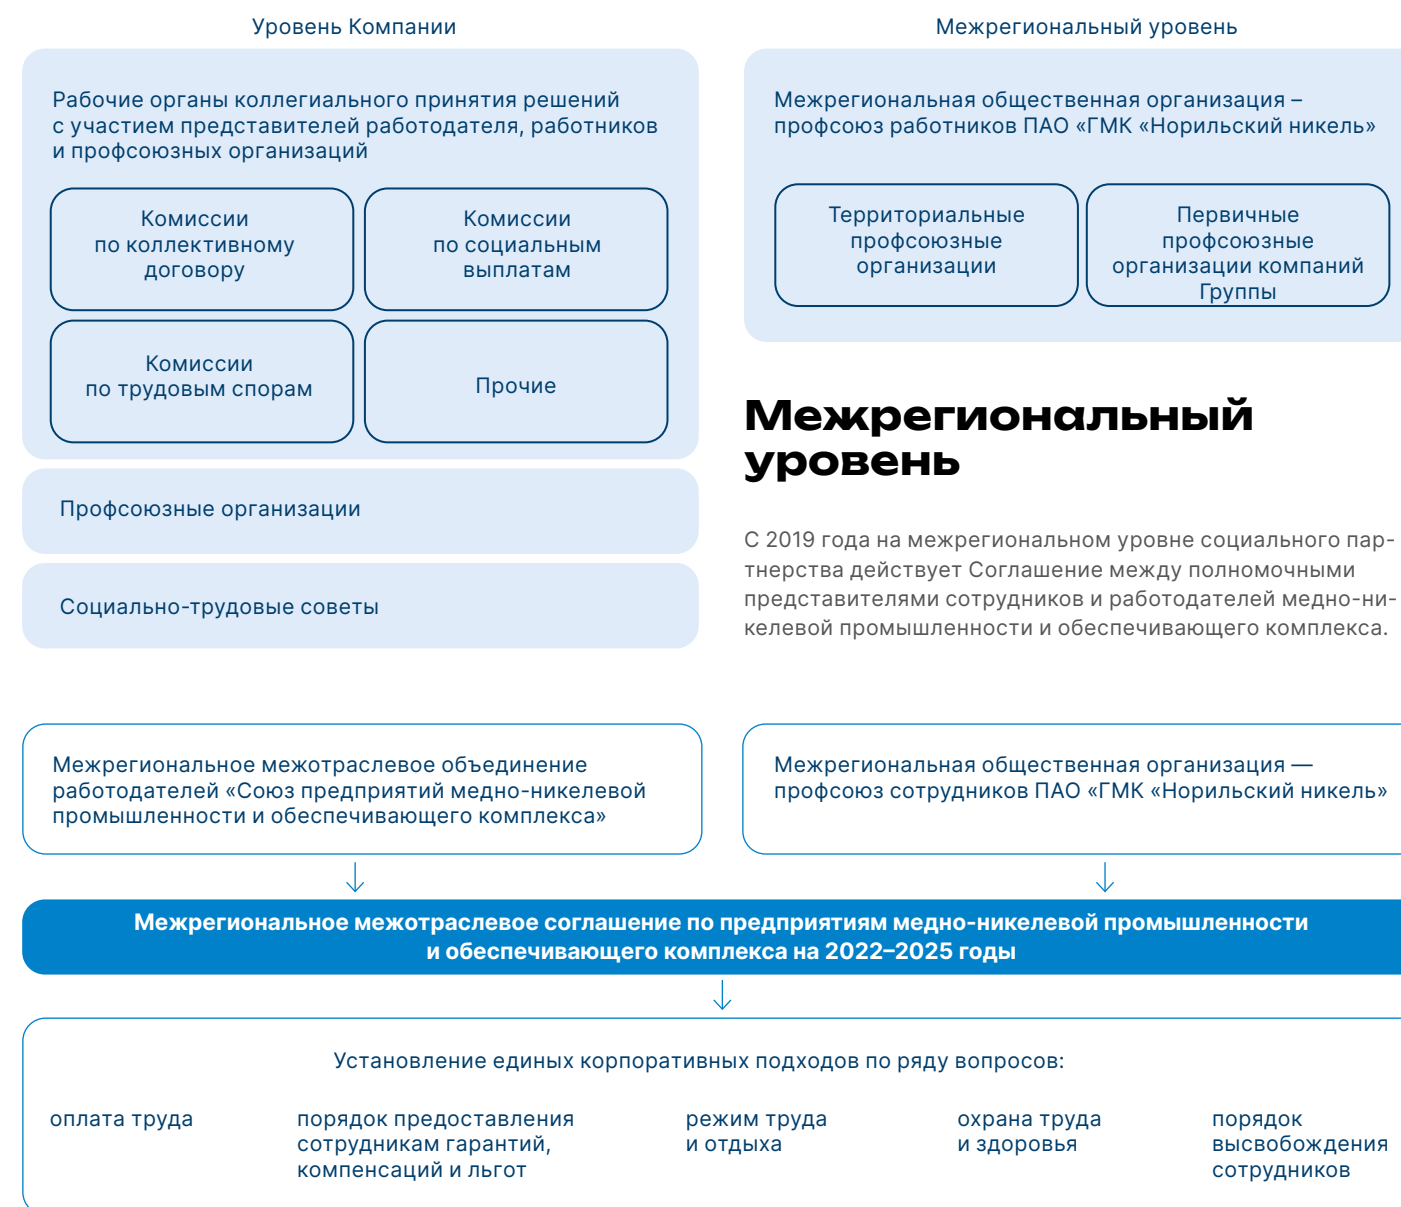 Уровень Компании
Рабочие органы коллегиального принятия решений
с участием представителей работодателя, работников
и профсоюзных организаций
Комиссии
по коллективному
договору
Комиссии
по социальным
выплатам
Комиссии
по трудовым спорам
Прочие
Профсоюзные организации
Социально-трудовые советы
Межрегиональный уровень
Межрегиональная общественная организация –
профсоюз работников ПАО «ГМК «Норильский никель»
Территориальные
профсоюзные
организации
Первичные
профсоюзные
организации компаний
Группы
Межрегиональный
уровень
С 2019 года на межрегиональном уровне социального пар-
тнерства действует Соглашение между полномочными
представителями сотрудников и работодателей медно-ни-
келевой промышленности и обеспечивающего комплекса.
Межрегиональное межотраслевое объединение
работодателей «Союз предприятий медно-никелевой
промышленности и обеспечивающего комплекса»
Межрегиональная общественная организация —
профсоюз сотрудников ПАО «ГМК «Норильский никель»
Межрегиональное межотраслевое соглашение по предприятиям медно-никелевой промышленности
и обеспечивающего комплекса на 2022–2025 годы
Установление единых корпоративных подходов по ряду вопросов:
оплата труда
порядок предоставления
сотрудникам гарантий,
компенсаций и льгот
режим труда
и отдыха
охрана труда
и здоровья
порядок
высвобождения
сотрудников